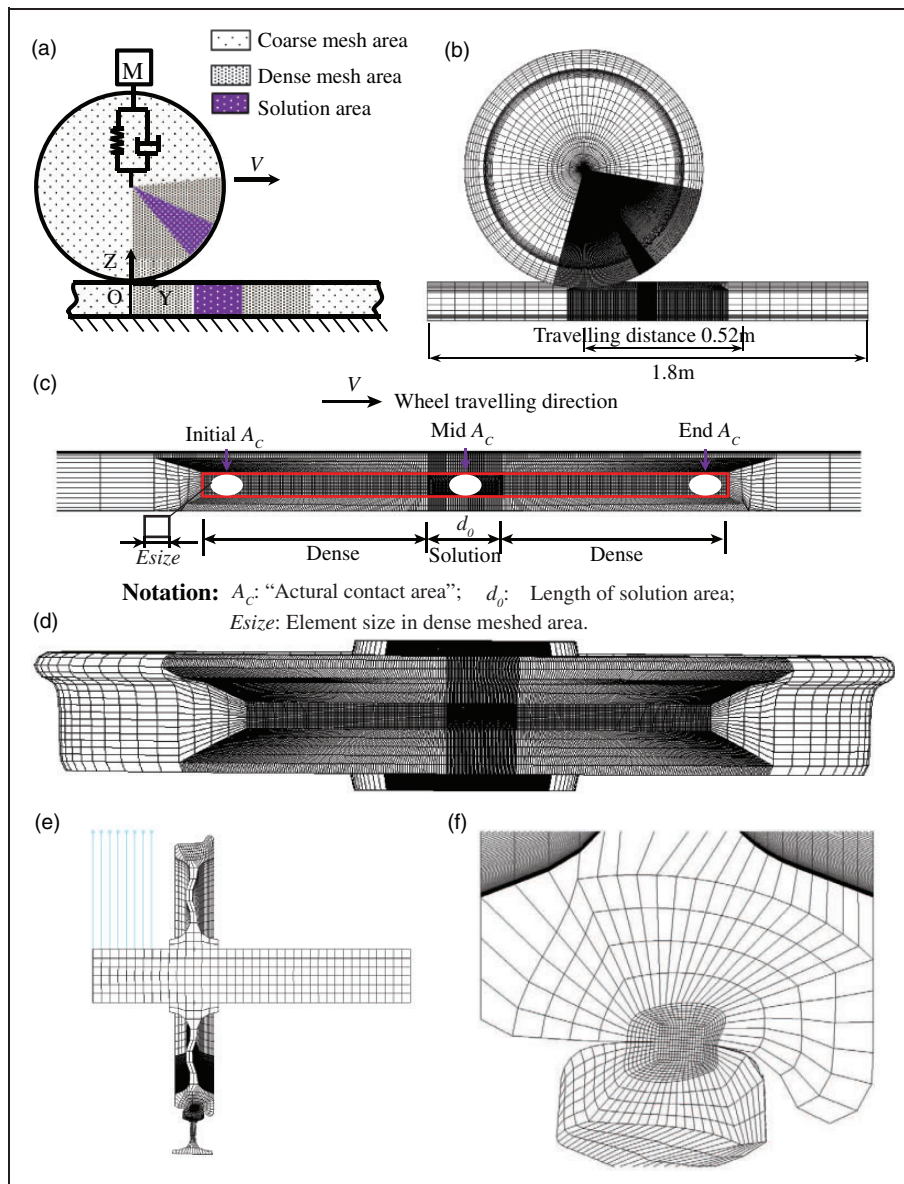 (a)
M
Coarse mesh area
Dense mesh area
Solution area
V
Z
O
Y
(b)
Travelling distance 0.52m
1.8m
(c)
V
Wheel travelling direction
Initial A_C
Mid A_C
End A_C
d_0
Esize
Dense
Solution
Dense
Notation: A_C: “Actural contact area”; d_0: Length of solution area;
Esize: Element size in dense meshed area.
(d)
(e)
(f)